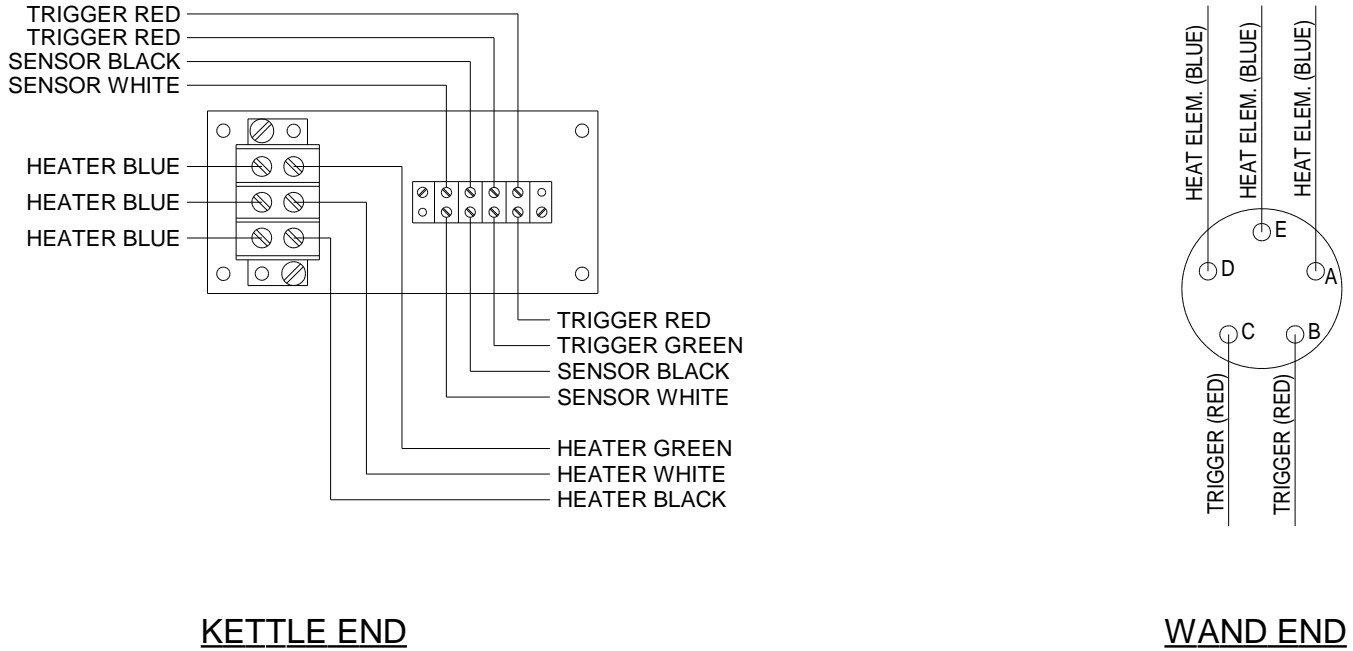 TRIGGER RED
TRIGGER RED
SENSOR BLACK
SENSOR WHITE
HEATER BLUE
HEATER BLUE
HEATER BLUE
TRIGGER RED
TRIGGER GREEN
SENSOR BLACK
SENSOR WHITE
HEATER GREEN
HEATER WHITE
HEATER BLACK
KETTLE END
HEAT ELEM. (BLUE)
HEAT ELEM. (BLUE)
HEAT ELEM. (BLUE)
E
D
A
C
B
TRIGGER (RED)
TRIGGER (RED)
WAND END